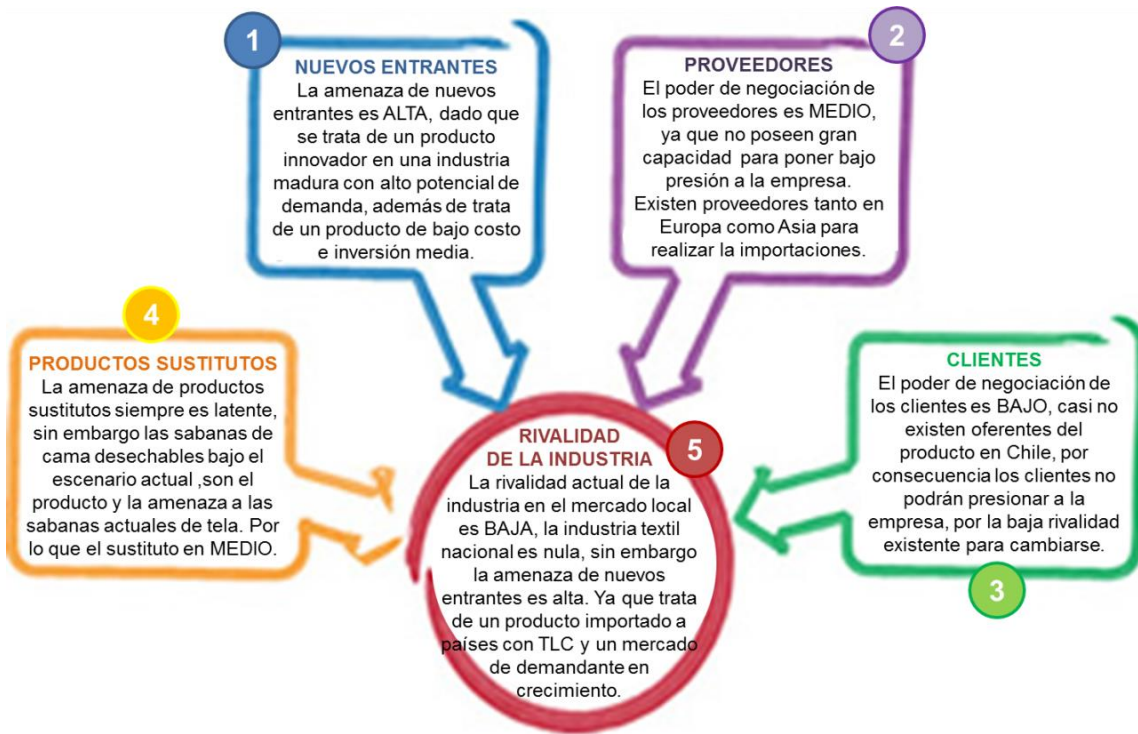 1
NUEVOS ENTRANTES
La amenaza de nuevos
entrantes es ALTA, dado que
se trata de un producto
innovador en una industria
madura con alto potencial de
demanda, además de trata
de un producto de bajo costo
e inversión media.
2
PROVEEDORES
El poder de negociación de
los proveedores es MEDIO,
ya que no poseen gran
capacidad para poner bajo
presión a la empresa.
Existen proveedores tanto en
Europa como Asia para
realizar la importaciones.
4
PRODUCTOS SUSTITUTOS
La amenaza de productos
sustitutos siempre es latente,
sin embargo las sabanas de
cama desechables bajo el
escenario actual ,son el
producto y la amenaza a las
sabanas actuales de tela. Por
lo que el sustituto en MEDIO.
CLIENTES
El poder de negociación de
los clientes es BAJO, casi no
existen oferentes del
producto en Chile, por
consecuencia los clientes no
podrán presionar a la
empresa, por la baja rivalidad
existente para cambiarse.
3
5
RIVALIDAD
DE LA INDUSTRIA
La rivalidad actual de la
industria en el mercado local
es BAJA, la industria textil
nacional es nula, sin embargo
la amenaza de nuevos
entrantes es alta. Ya que trata
de un producto importado a
países con TLC y un mercado
de demandante en
crecimiento.